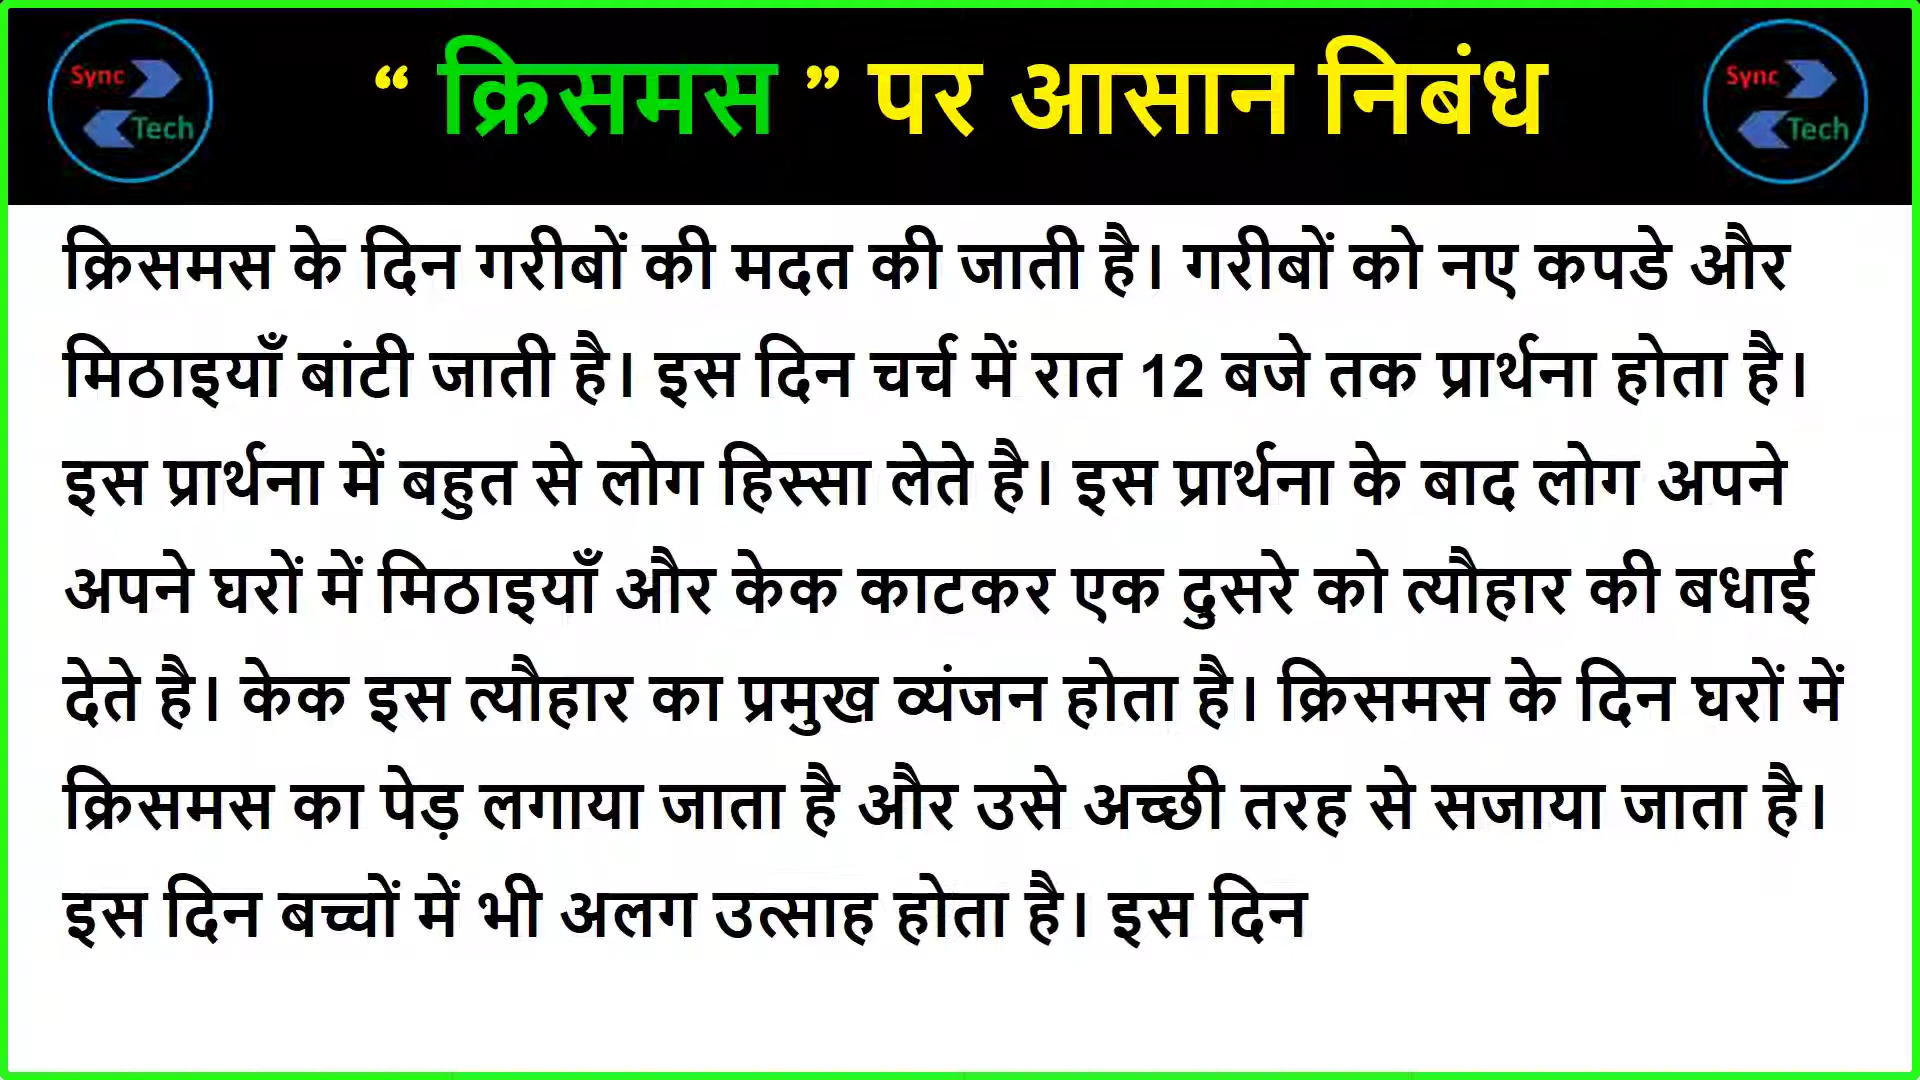 Sync
Tech
“ क्रिसमस ” पर आसान निबंध
Sync
Tech
क्रिसमस के दिन गरीबों की मदत की जाती है। गरीबों को नए कपडे और
मिठाइयाँ बांटी जाती है। इस दिन चर्च में रात 12 बजे तक प्रार्थना होता है।
इस प्रार्थना में बहुत से लोग हिस्सा लेते है। इस प्रार्थना के बाद लोग अपने
अपने घरों में मिठाइयाँ और केक काटकर एक दुसरे को त्यौहार की बधाई
देते है। केक इस त्यौहार का प्रमुख व्यंजन होता है। क्रिसमस के दिन घरों में
क्रिसमस का पेड़ लगाया जाता है और उसे अच्छी तरह से सजाया जाता है।
इस दिन बच्चों में भी अलग उत्साह होता है। इस दिन